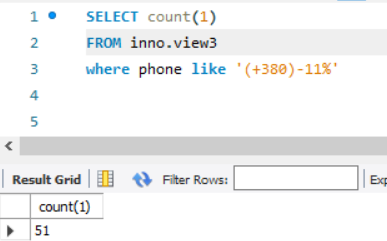 1 SELECT count(1)
2 FROM inno.view3
3 where phone like '(+380)-11%'
4
5
Result Grid Filter Rows: Exp
count(1)
51